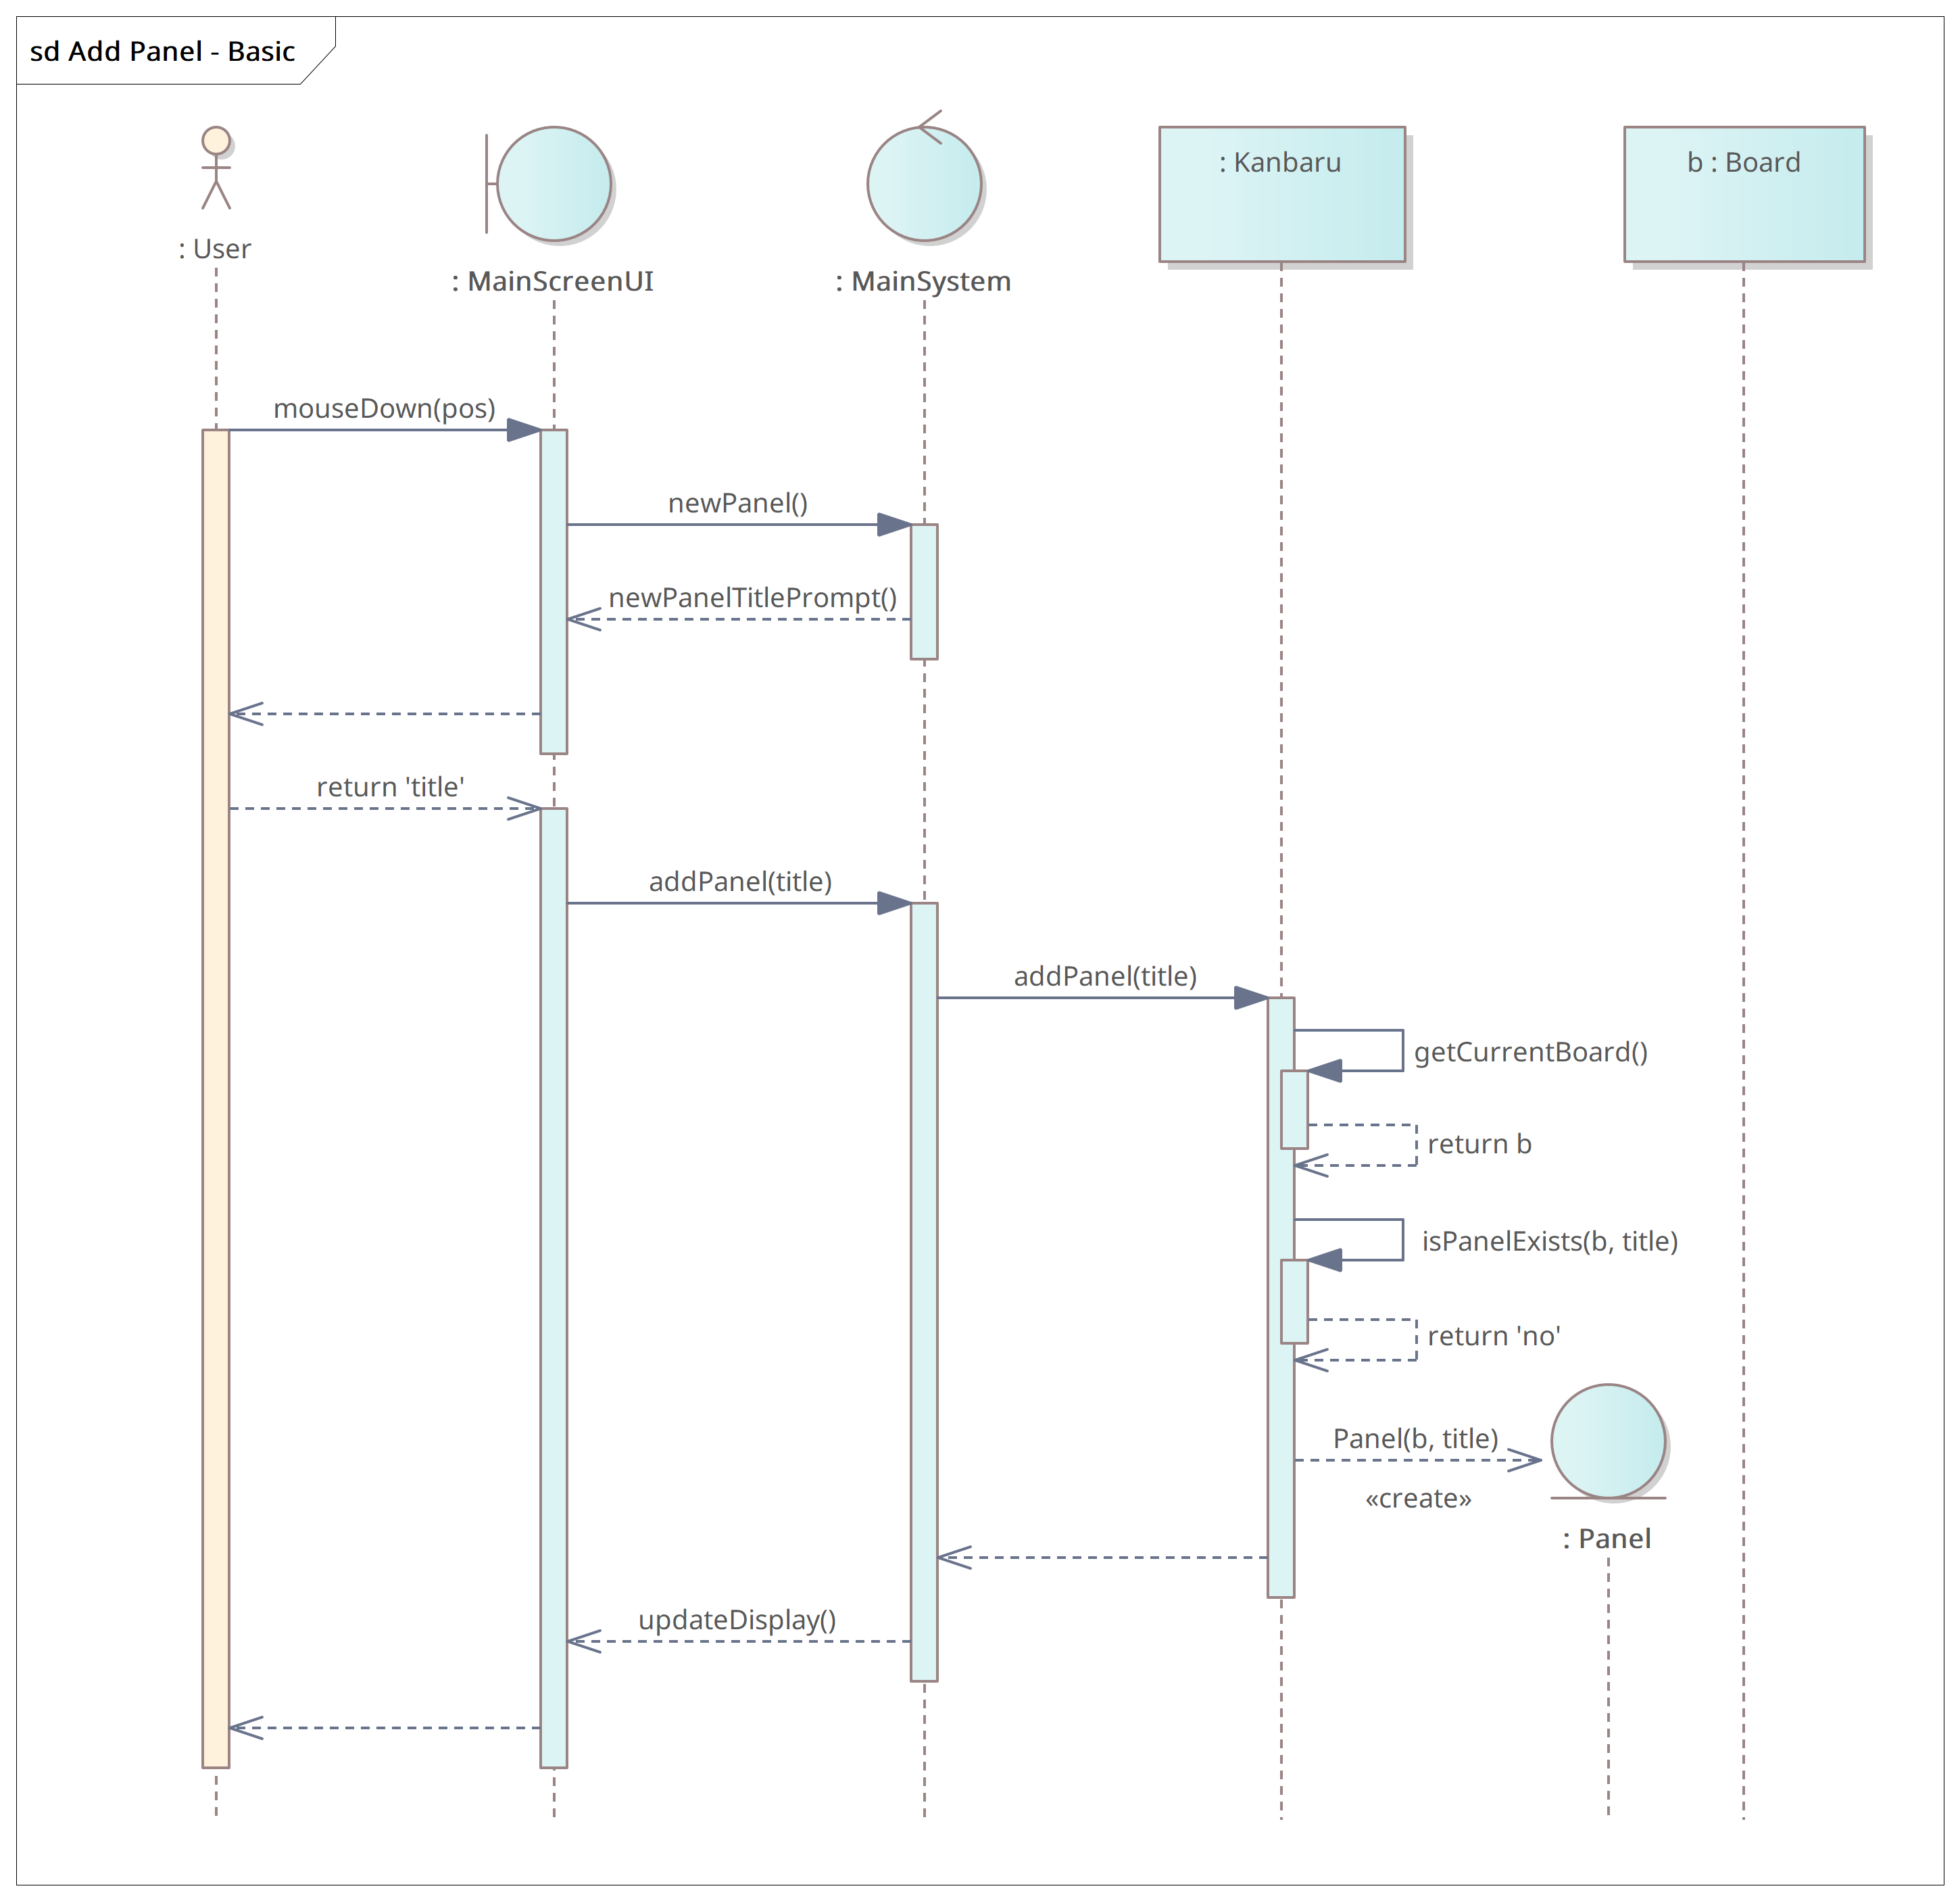 sd Add Panel - Basic
: User
: MainScreenUI
: MainSystem
: Kanbaru
b : Board
mouseDown(pos)
newPanel()
newPanelTitlePrompt()
return 'title'
addPanel(title)
addPanel(title)
getCurrentBoard()
return b
isPanelExists(b, title)
return 'no'
Panel(b, title)
«create»
: Panel
updateDisplay()